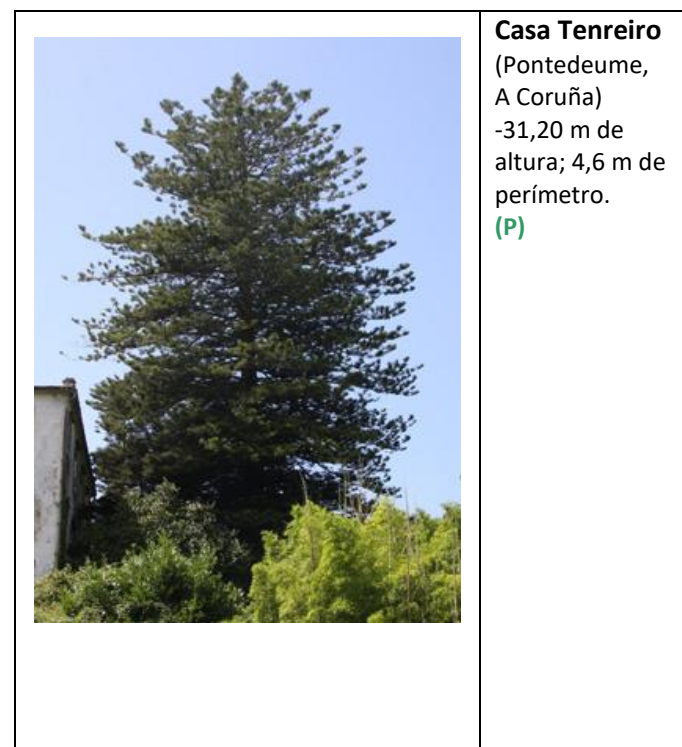 Casa Tenreiro
(Pontedeume,
A Coruña)
-31,20 m de
altura; 4,6 m de
perímetro.
(P)